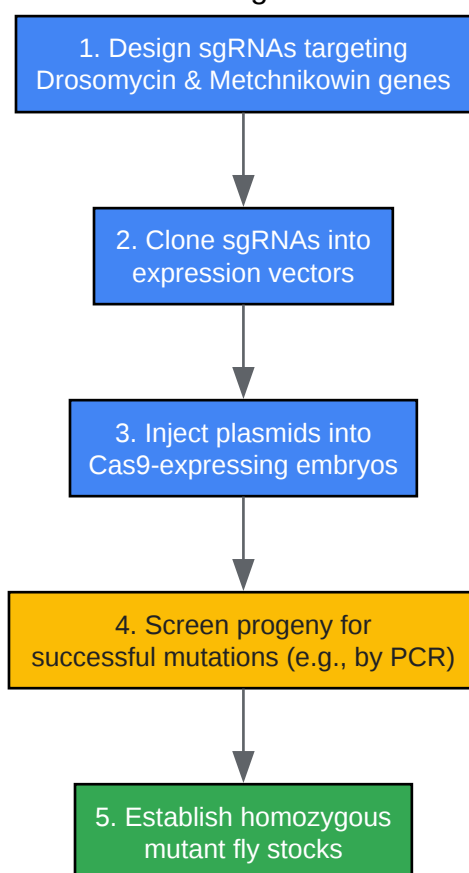 1. Design sgRNAs targeting
Drosomycin & Metchnikowin genes
2. Clone sgRNAs into
expression vectors
3. Inject plasmids into
Cas9-expressing embryos
4. Screen progeny for
successful mutations (e.g., by PCR)
5. Establish homozygous
mutant fly stocks